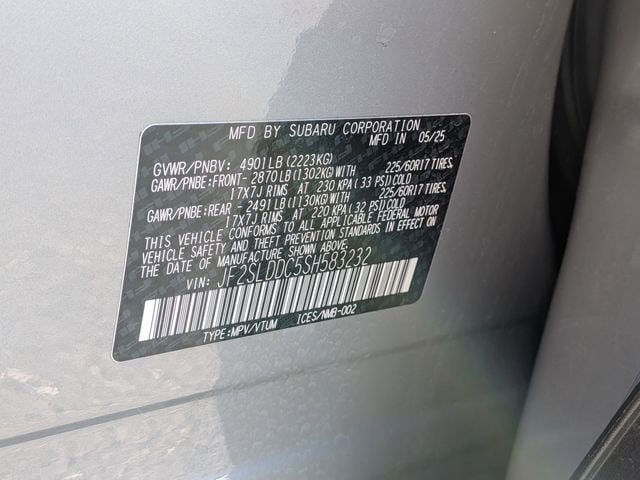 MFD BY SUBARU CORPORATION
MFD IN 05/25
GVWR/PNBV: 4901LB(2223KG)
GAWR/PNBE:FRONT- 2870LB(1302KG)WITH 225/60R17 TIRES,
17X7J RIMS AT 230 KPA(33 PSI)COLD
GAWR/PNBE:REAR - 2491LB(1130KG)WITH 225/60R17 TIRES,
17X7J RIMS AT 220 KPA(32 PSI)COLD
THIS VEHICLE CONFORMS TO ALL APPLICABLE FEDERAL MOTOR
VEHICLE SAFETY STANDARDS IN EFFECT ON
THE DATE OF MANUFACTURE SHOWN ABOVE.
VIN: JF2SLDDC5SH583232
TYPE:MPV/VTUM ICES/NMB-002